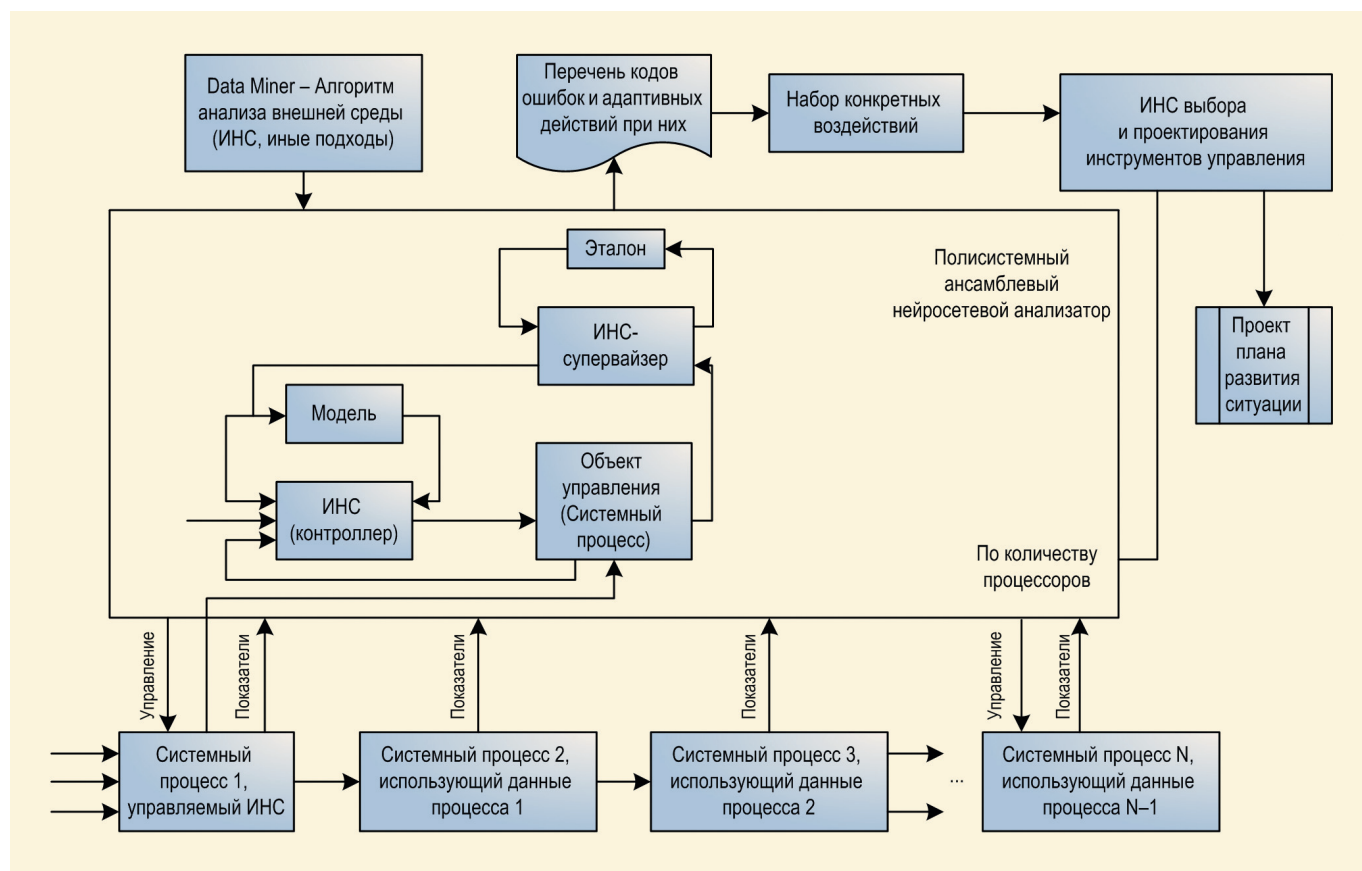 Data Miner – Алгоритм
анализа внешней среды
(ИНС, иные подходы)
Перечень кодов
ошибок и адаптивных
действий при них
Набор конкретных
воздействий
ИНС выбора
и проектирования
инструментов управления
Эталон
Полисистемный
ансамблевый
нейросетевой анализатор
ИНС-
супервайзер
Проект
плана
развития
ситуации
Модель
Объект
управления
(Системный
процесс)
ИНС
(контроллер)
По количеству
процессоров
Управление
Показатели
Показатели
Показатели
Управление
Показатели
Системный
процесс 1,
управляемый ИНС
Системный процесс 2,
использующий данные
процесса 1
Системный процесс 3,
использующий данные
процесса 2
...
Системный процесс N,
использующий данные
процесса N–1